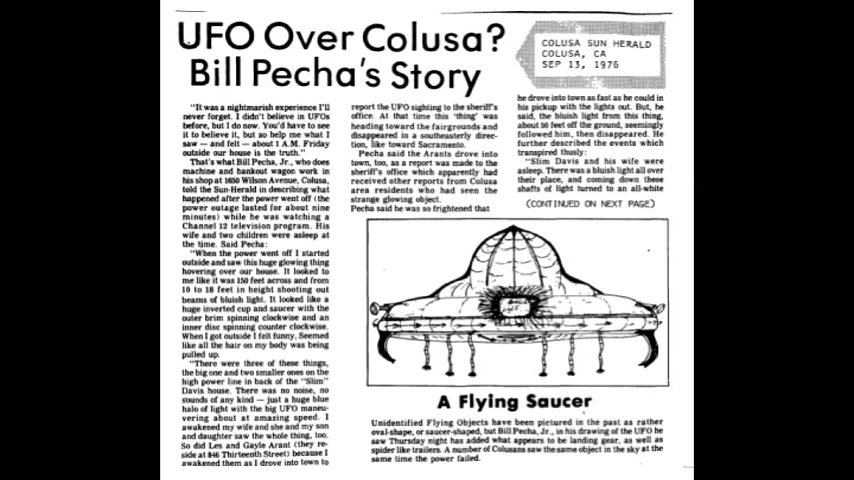 UFO Over Colusa?
Bill Pecha's Story
COLUSA SUN HERALD
COLUSA, CA
SEP 13, 1976
"It was a nightmarish experience I'll
never forget. I didn't believe in UFOs
before, but I do now. You'd have to see
it to believe it, but so help me what I
saw — and felt — about 1 A.M. Friday
outside our house is the truth."
That's what Bill Pecha, Jr., who does
machine and bankout wagon work in
his shop at 1650 Wilson Avenue, Colusa,
told the Sun-Herald in describing what
happened after the power went off (the
power outage lasted for about nine
minutes) while he was watching a
Channel 12 television program. His
wife and two children were asleep at
the time. Said Pecha:
"When the power went off I started
outside and saw this huge glowing thing
hovering over our house. It looked to
me like it was 150 feet across and from
10 to 18 feet in height shooting out
beams of bluish light. It looked like a
huge inverted cup and saucer with the
outer brim spinning clockwise and an
inner disc spinning counter clockwise.
When I got outside I felt funny, Seemed
like all the hair on my body was being
pulled up.
"There were three of these things,
the big one and two smaller ones on the
high power line in back of the "Slim"
Davis house. There was no noise, no
sounds of any kind — just a huge blue
halo of light with the big UFO maneu-
vering about at amazing speed. I
awakened my wife and she and my son
and daughter saw the whole thing, too.
So did Les and Gayle Arant (they re-
side at 846 Thirteenth Street) because I
awakened them as I drove into town to
report the UFO sighting to the sheriff's
office. At that time this 'thing' was
heading toward the fairgrounds and
disappeared in a southeasterly direc-
tion, like toward Sacramento.
Pecha said the Arants drove into
town, too, as a report was made to the
sheriff's office which apparently had
received other reports from Colusa
area residents who had seen the
strange glowing object.
Pecha said he was so frightened that
he drove into town as fast as he could in
his pickup with the lights out. But, he
said, the bluish light from this thing,
about 50 feet off the ground, seemingly
followed him, then disappeared. He
further described the events which
transpired thusly:
"Slim Davis and his wife were
asleep. There was a bluish light all over
their place, and coming down these
shafts of light turned to an all-white
(CONTINUED ON NEXT PAGE)
A Flying Saucer
Unidentified Flying Objects have been pictured in the past as rather
oval-shape, or saucer-shaped, but Bill Pecha, Jr., in his drawing of the UFO he
saw Thursday night has added what appears to be landing gear, as well as
spider like trailers. A number of Colusans saw the same object in the sky at the
same time the power failed.